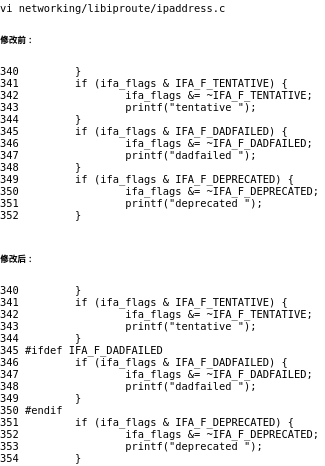 vi networking/libiproute/ipaddress.c
修改前：
340         }
341         if (ifa_flags & IFA_F_TENTATIVE) {
342                 ifa_flags &= ~IFA_F_TENTATIVE;
343                 printf("tentative ");
344         }
345         if (ifa_flags & IFA_F_DADFAILED) {
346                 ifa_flags &= ~IFA_F_DADFAILED;
347                 printf("dadfailed ");
348         }
349         if (ifa_flags & IFA_F_DEPRECATED) {
350                 ifa_flags &= ~IFA_F_DEPRECATED;
351                 printf("deprecated ");
352         }
修改后：
340         }
341         if (ifa_flags & IFA_F_TENTATIVE) {
342                 ifa_flags &= ~IFA_F_TENTATIVE;
343                 printf("tentative ");
344         }
345 #ifdef IFA_F_DADFAILED
346         if (ifa_flags & IFA_F_DADFAILED) {
347                 ifa_flags &= ~IFA_F_DADFAILED;
348                 printf("dadfailed ");
349         }
350 #endif
351         if (ifa_flags & IFA_F_DEPRECATED) {
352                 ifa_flags &= ~IFA_F_DEPRECATED;
353                 printf("deprecated ");
354         }